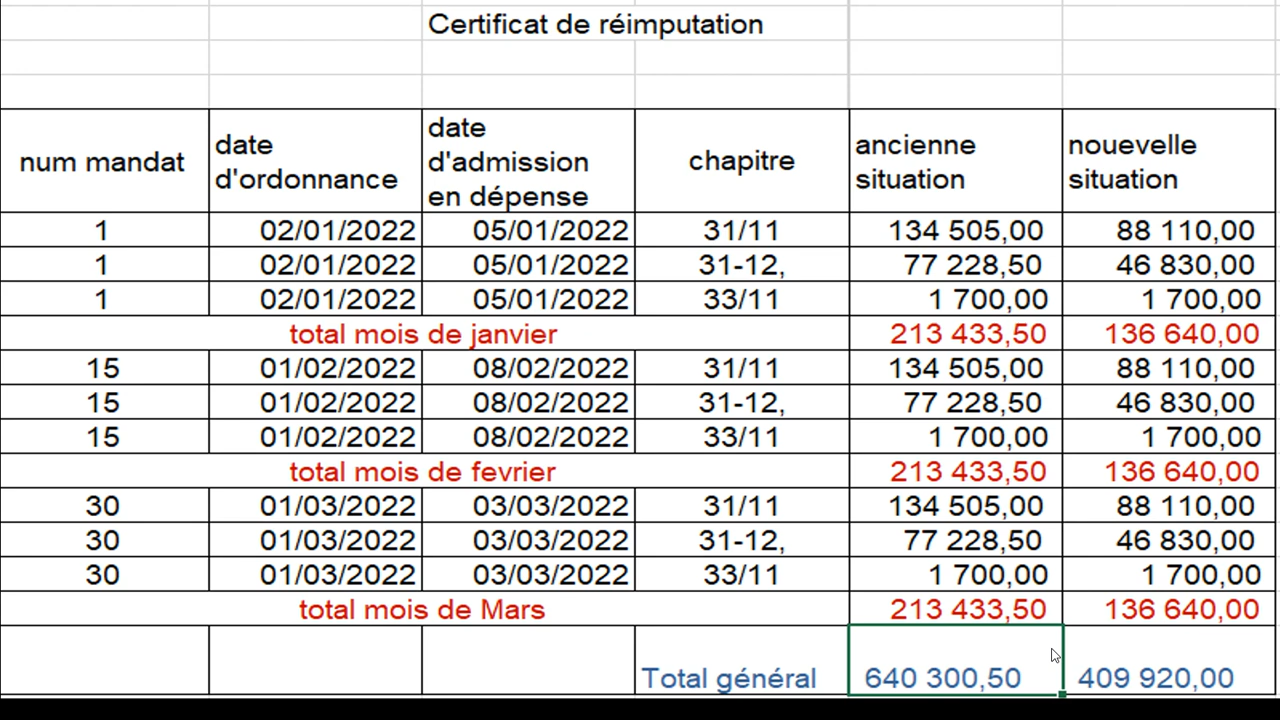 Certificat de réimputation
num mandat date d'ordonnance date d'admission en dépense chapitre ancienne situation nouevelle situation
1 02/01/2022 05/01/2022 31/11 134 505,00 88 110,00
1 02/01/2022 05/01/2022 31-12, 77 228,50 46 830,00
1 02/01/2022 05/01/2022 33/11 1 700,00 1 700,00
total mois de janvier 213 433,50 136 640,00
15 01/02/2022 08/02/2022 31/11 134 505,00 88 110,00
15 01/02/2022 08/02/2022 31-12, 77 228,50 46 830,00
15 01/02/2022 08/02/2022 33/11 1 700,00 1 700,00
total mois de fevrier 213 433,50 136 640,00
30 01/03/2022 03/03/2022 31/11 134 505,00 88 110,00
30 01/03/2022 03/03/2022 31-12, 77 228,50 46 830,00
30 01/03/2022 03/03/2022 33/11 1 700,00 1 700,00
total mois de Mars 213 433,50 136 640,00
Total général 640 300,50 409 920,00